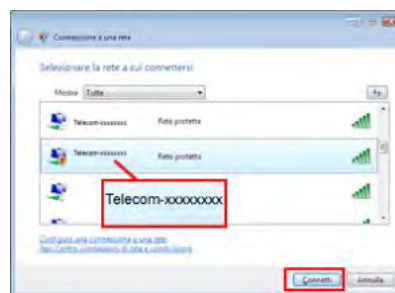 Connessione a una rete
Selezionare la rete a cui connettersi
Mostra Tutte
Telecom-xxxxxxxx Rete protetta
Telecom-xxxxxxxx Rete protetta
Telecom-xxxxxxxx
Configura una connessione o una rete
Apri Centro connessioni di rete e condivisione
Connetti Annulla